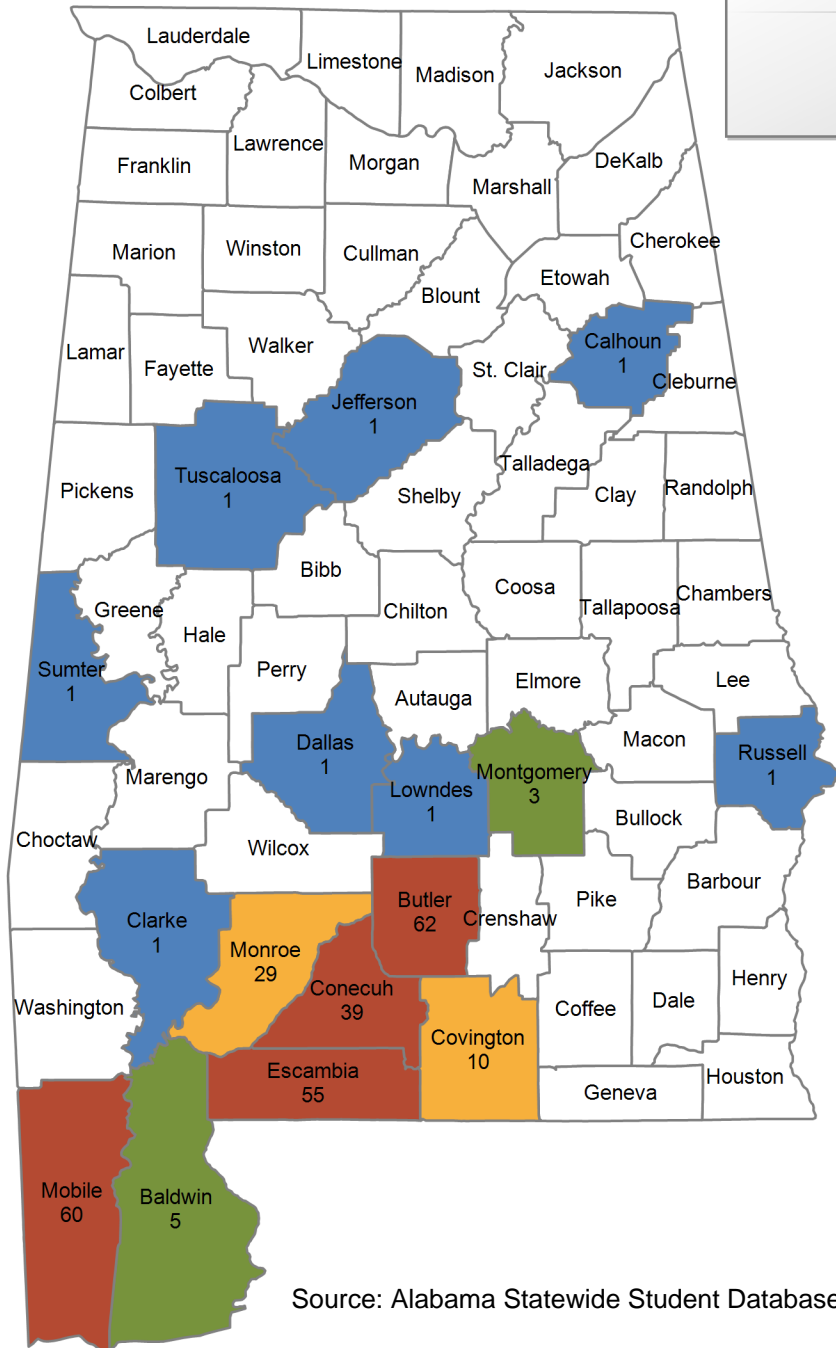 Lauderdale
Limestone
Madison
Jackson
Colbert
Lawrence
Franklin
Morgan
DeKalb
Marshall
Marion
Winston
Cullman
Cherokee
Etowah
Blount
Lamar
Fayette
Walker
St. Clair
Calhoun
1
Cleburne
Jefferson
1
Tuscaloosa
1
Pickens
Shelby
Talladega
Clay
Randolph
Bibb
Greene
Hale
Chilton
Coosa
Tallapoosa
Chambers
Sumter
1
Perry
Autauga
Elmore
Lee
Marengo
Dallas
1
Lowndes
1
Montgomery
3
Macon
Russell
1
Bullock
Choctaw
Wilcox
Clarke
1
Butler
62
Crenshaw
Pike
Barbour
Monroe
29
Conecuh
39
Washington
Covington
10
Coffee
Dale
Henry
Escambia
55
Geneva
Houston
Mobile
60
Baldwin
5
Source: Alabama Statewide Student Database